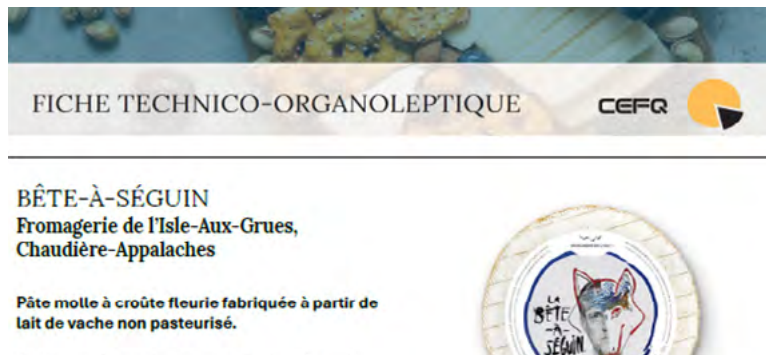 FICHE TECHNICO-ORGANOLEPTIQUE
CEFQ
BÊTE-À-SÉGUIN
Fromagerie de l'Isle-Aux-Grues,
Chaudière-Appalaches
Pâte molle à croûte fleurie fabriquée à partir de
lait de vache non pasteurisé.
LA
BÊTE
-À-
SÉGUIN